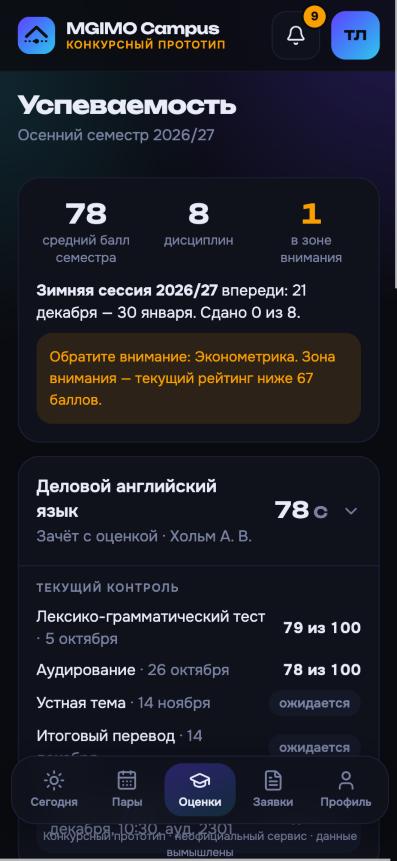 MGIMO Campus
КОНКУРСНЫЙ ПРОТОТИП
9
ТЛ
Успеваемость
Осенний семестр 2026/27
78
средний балл
семестра
8
дисциплин
1
в зоне
внимания
Зимняя сессия 2026/27 впереди: 21
декабря — 30 января. Сдано 0 из 8.
Обратите внимание: Эконометрика. Зона
внимания — текущий рейтинг ниже 67
баллов.
Деловой английский
язык
Зачёт с оценкой · Хольм А. В.
78 C
ТЕКУЩИЙ КОНТРОЛЬ
Лексико-грамматический тест
· 5 октября
79 из 100
Аудирование · 26 октября
78 из 100
Устная тема · 14 ноября
ожидается
Итоговый перевод · 14
декабря
ожидается
Сегодня
Пары
Оценки
Заявки
Профиль
декабря, 10:30, ауд. 2301
Конкурсный прототип · неофициальный сервис · данные
вымышлены